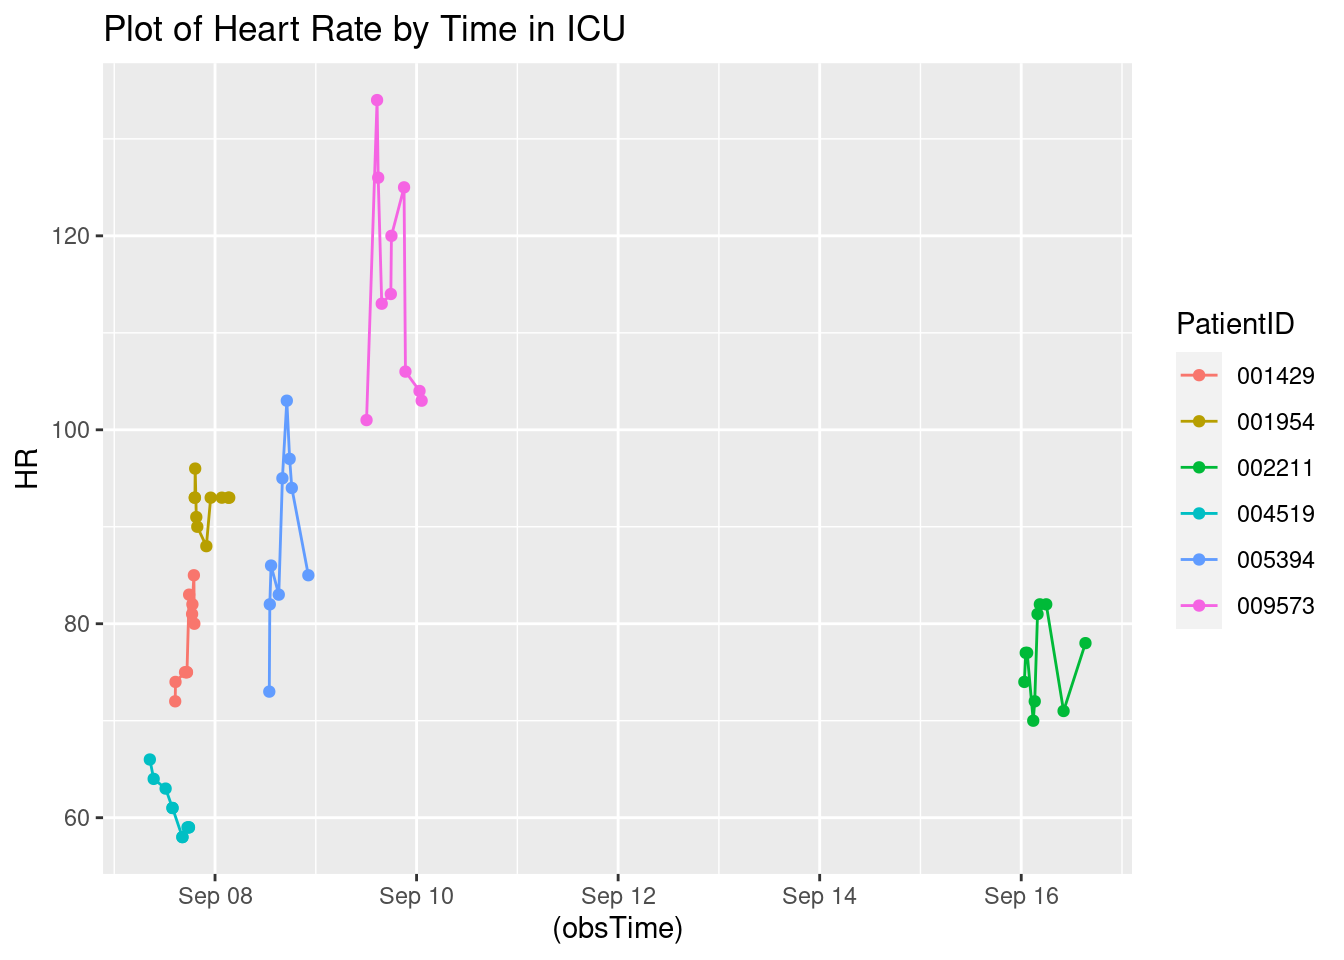 Plot of Heart Rate by Time in ICU
HR
120
100
80
60
Sep 08
Sep 10
Sep 12
Sep 14
Sep 16
(obsTime)
PatientID
001429
001954
002211
004519
005394
009573